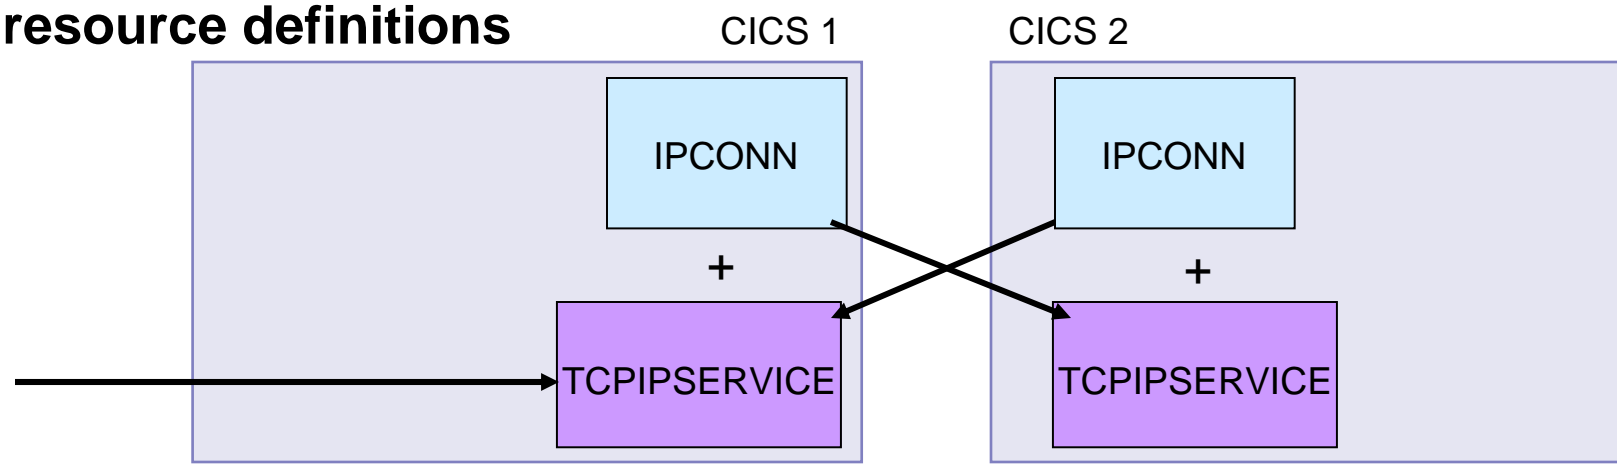 resource definitions
CICS 1
CICS 2
IPCONN
IPCONN
+
+
TCPIPSERVICE
TCPIPSERVICE